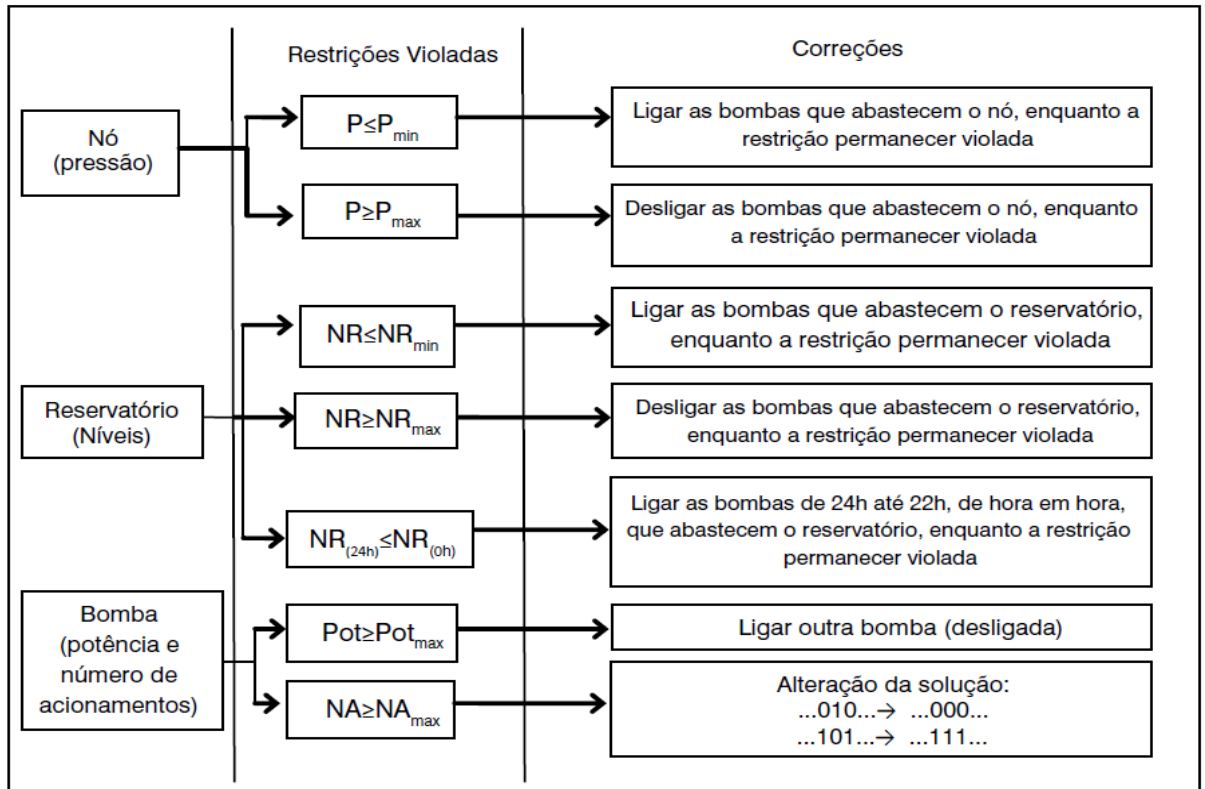 Restrições Violadas
Correções
Nó
(pressão)
P≤Pmin
Ligar as bombas que abastecem o nó, enquanto a
restrição permanecer violada
P≥Pmax
Desligar as bombas que abastecem o nó, enquanto
a restrição permanecer violada
Reservatório
(Níveis)
NR≤NRmin
Ligar as bombas que abastecem o reservatório,
enquanto a restrição permanecer violada
NR≥NRmax
Desligar as bombas que abastecem o reservatório,
enquanto a restrição permanecer violada
NR(24h)≤NR(0h)
Ligar as bombas de 24h até 22h, de hora em hora,
que abastecem o reservatório, enquanto a restrição
permanecer violada
Bomba
(potência e
número de
acionamentos)
Pot≥Potmax
Ligar outra bomba (desligada)
NA≥NAmax
Alteração da solução:
...010...→ ...000...
...101...→ ...111...